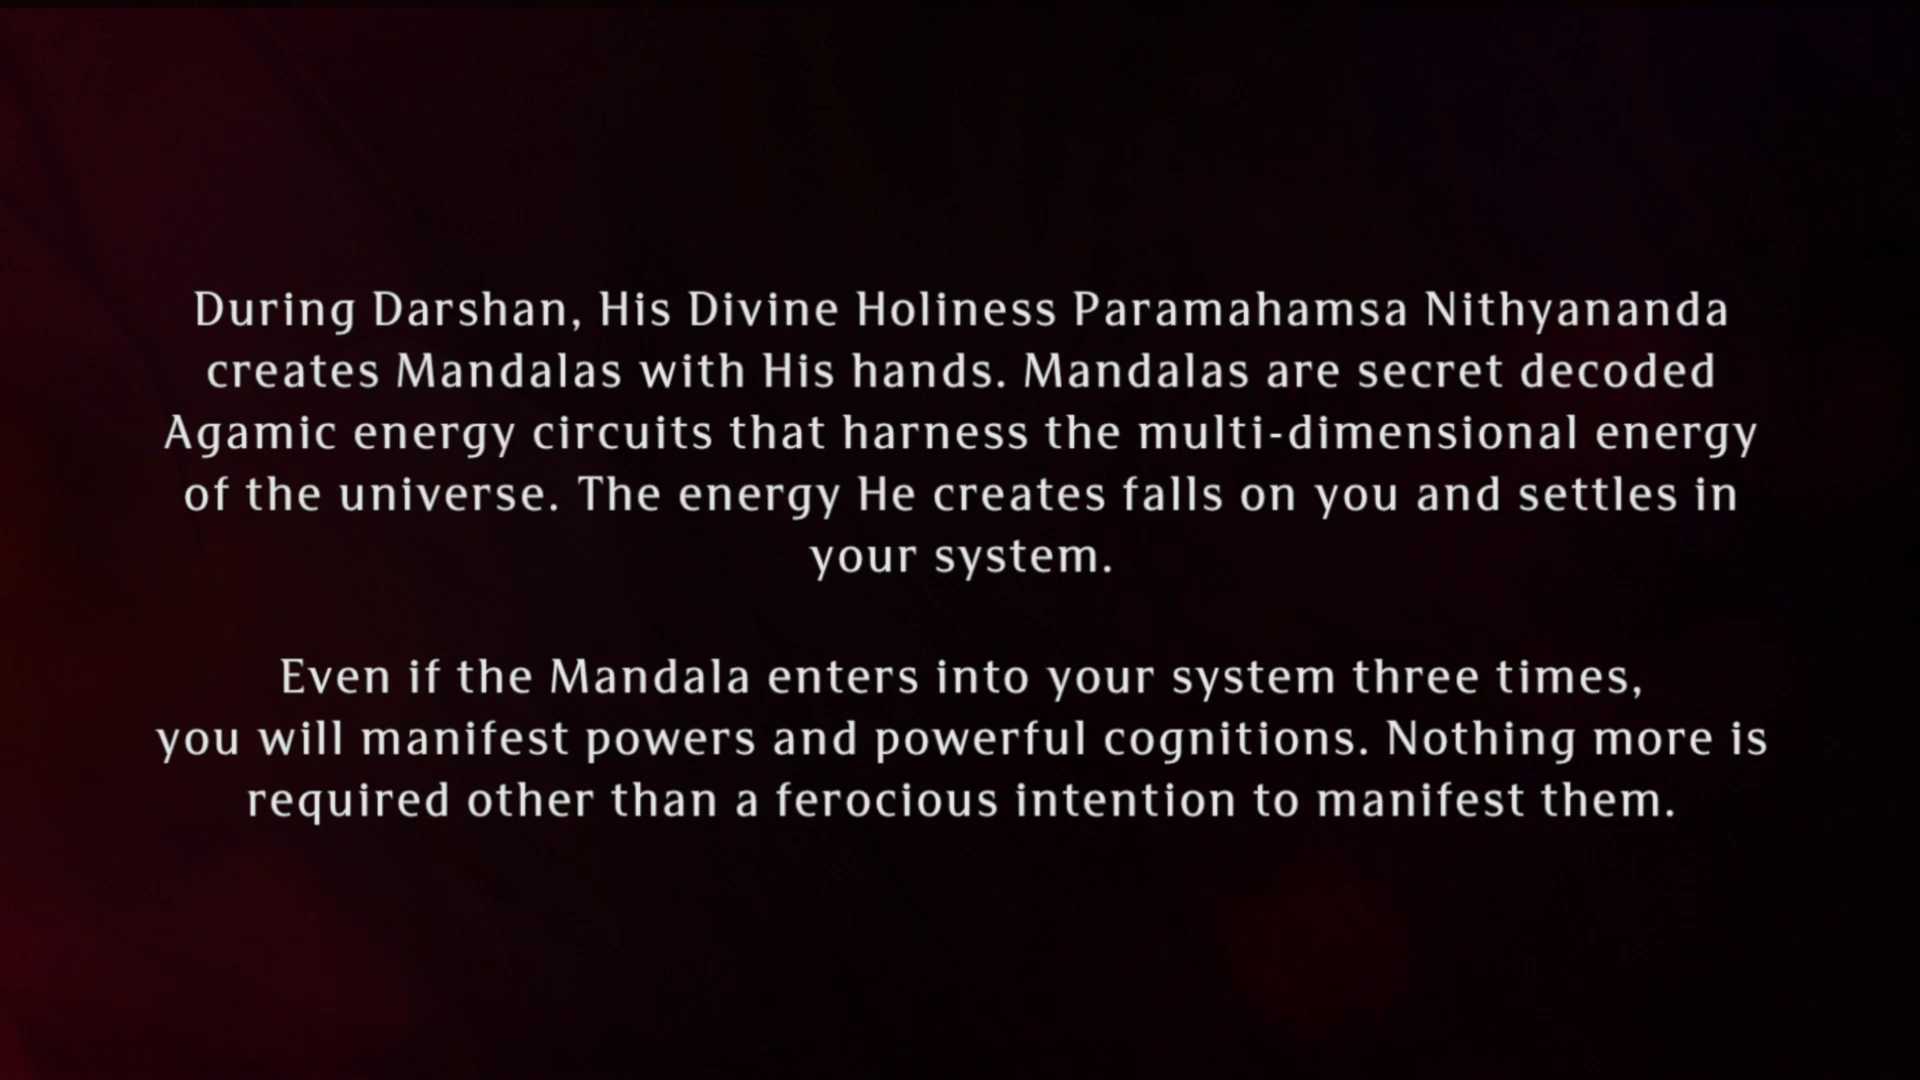 During Darshan, His Divine Holiness Paramahamsa Nithyananda
creates Mandalas with His hands. Mandalas are secret decoded
Agamic energy circuits that harness the multi-dimensional energy
of the universe. The energy He creates falls on you and settles in
your system.
Even if the Mandala enters into your system three times,
you will manifest powers and powerful cognitions. Nothing more is
required other than a ferocious intention to manifest them.